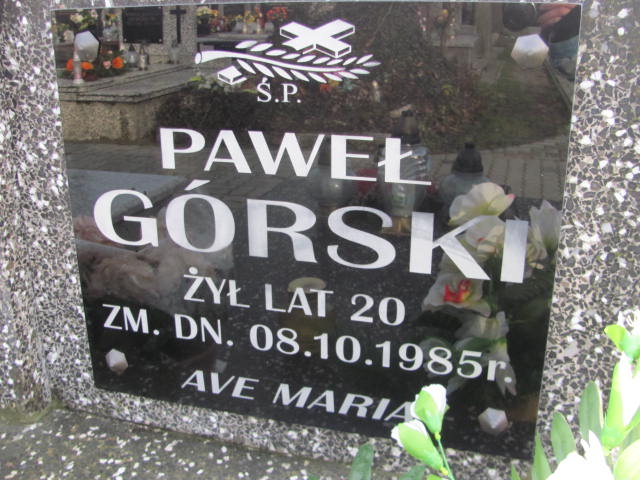 Ś.P.
PAWEŁ
GÓRSKI
ŻYŁ LAT 20
ZM. DN. 08.10.1985r.
AVE MARIA